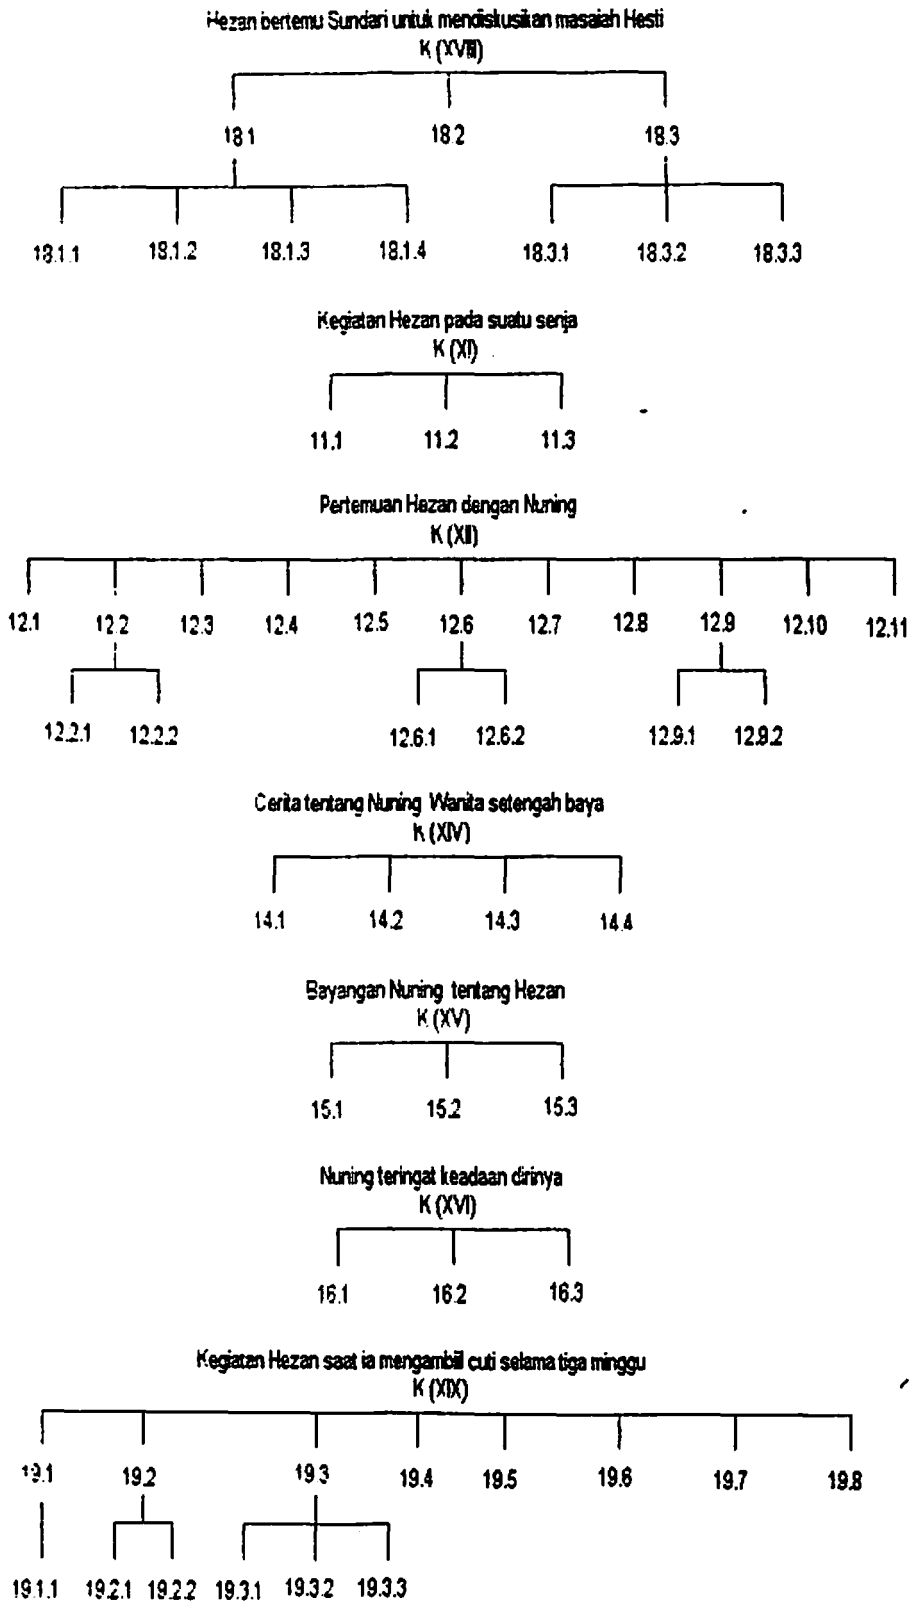 Hezan bertemu Sundari untuk mendiskusikan masalah Hesti
K (XVIII)
18.1 18.2 18.3
18.1.1 18.1.2 18.1.3 18.1.4 18.3.1 18.3.2 18.3.3
Kegiatan Hezan pada suatu senja
K (XI)
11.1 11.2 11.3
Pertemuan Hezan dengan Nuning
K (XII)
12.1 12.2 12.3 12.4 12.5 12.6 12.7 12.8 12.9 12.10 12.11
12.2.1 12.2.2 12.6.1 12.6.2 12.9.1 12.9.2
Cerita tentang Nuning Wanita setengah baya
K (XIV)
14.1 14.2 14.3 14.4
Bayangan Nuning tentang Hezan
K (XV)
15.1 15.2 15.3
Nuning teringat keadaan dirinya
K (XVI)
16.1 16.2 16.3
Kegiatan Hezan saat ia mengambil cuti selama tiga minggu
K (XIX)
19.1 19.2 19.3 19.4 19.5 19.6 19.7 19.8
19.1.1 19.2.1 19.2.2 19.3.1 19.3.2 19.3.3